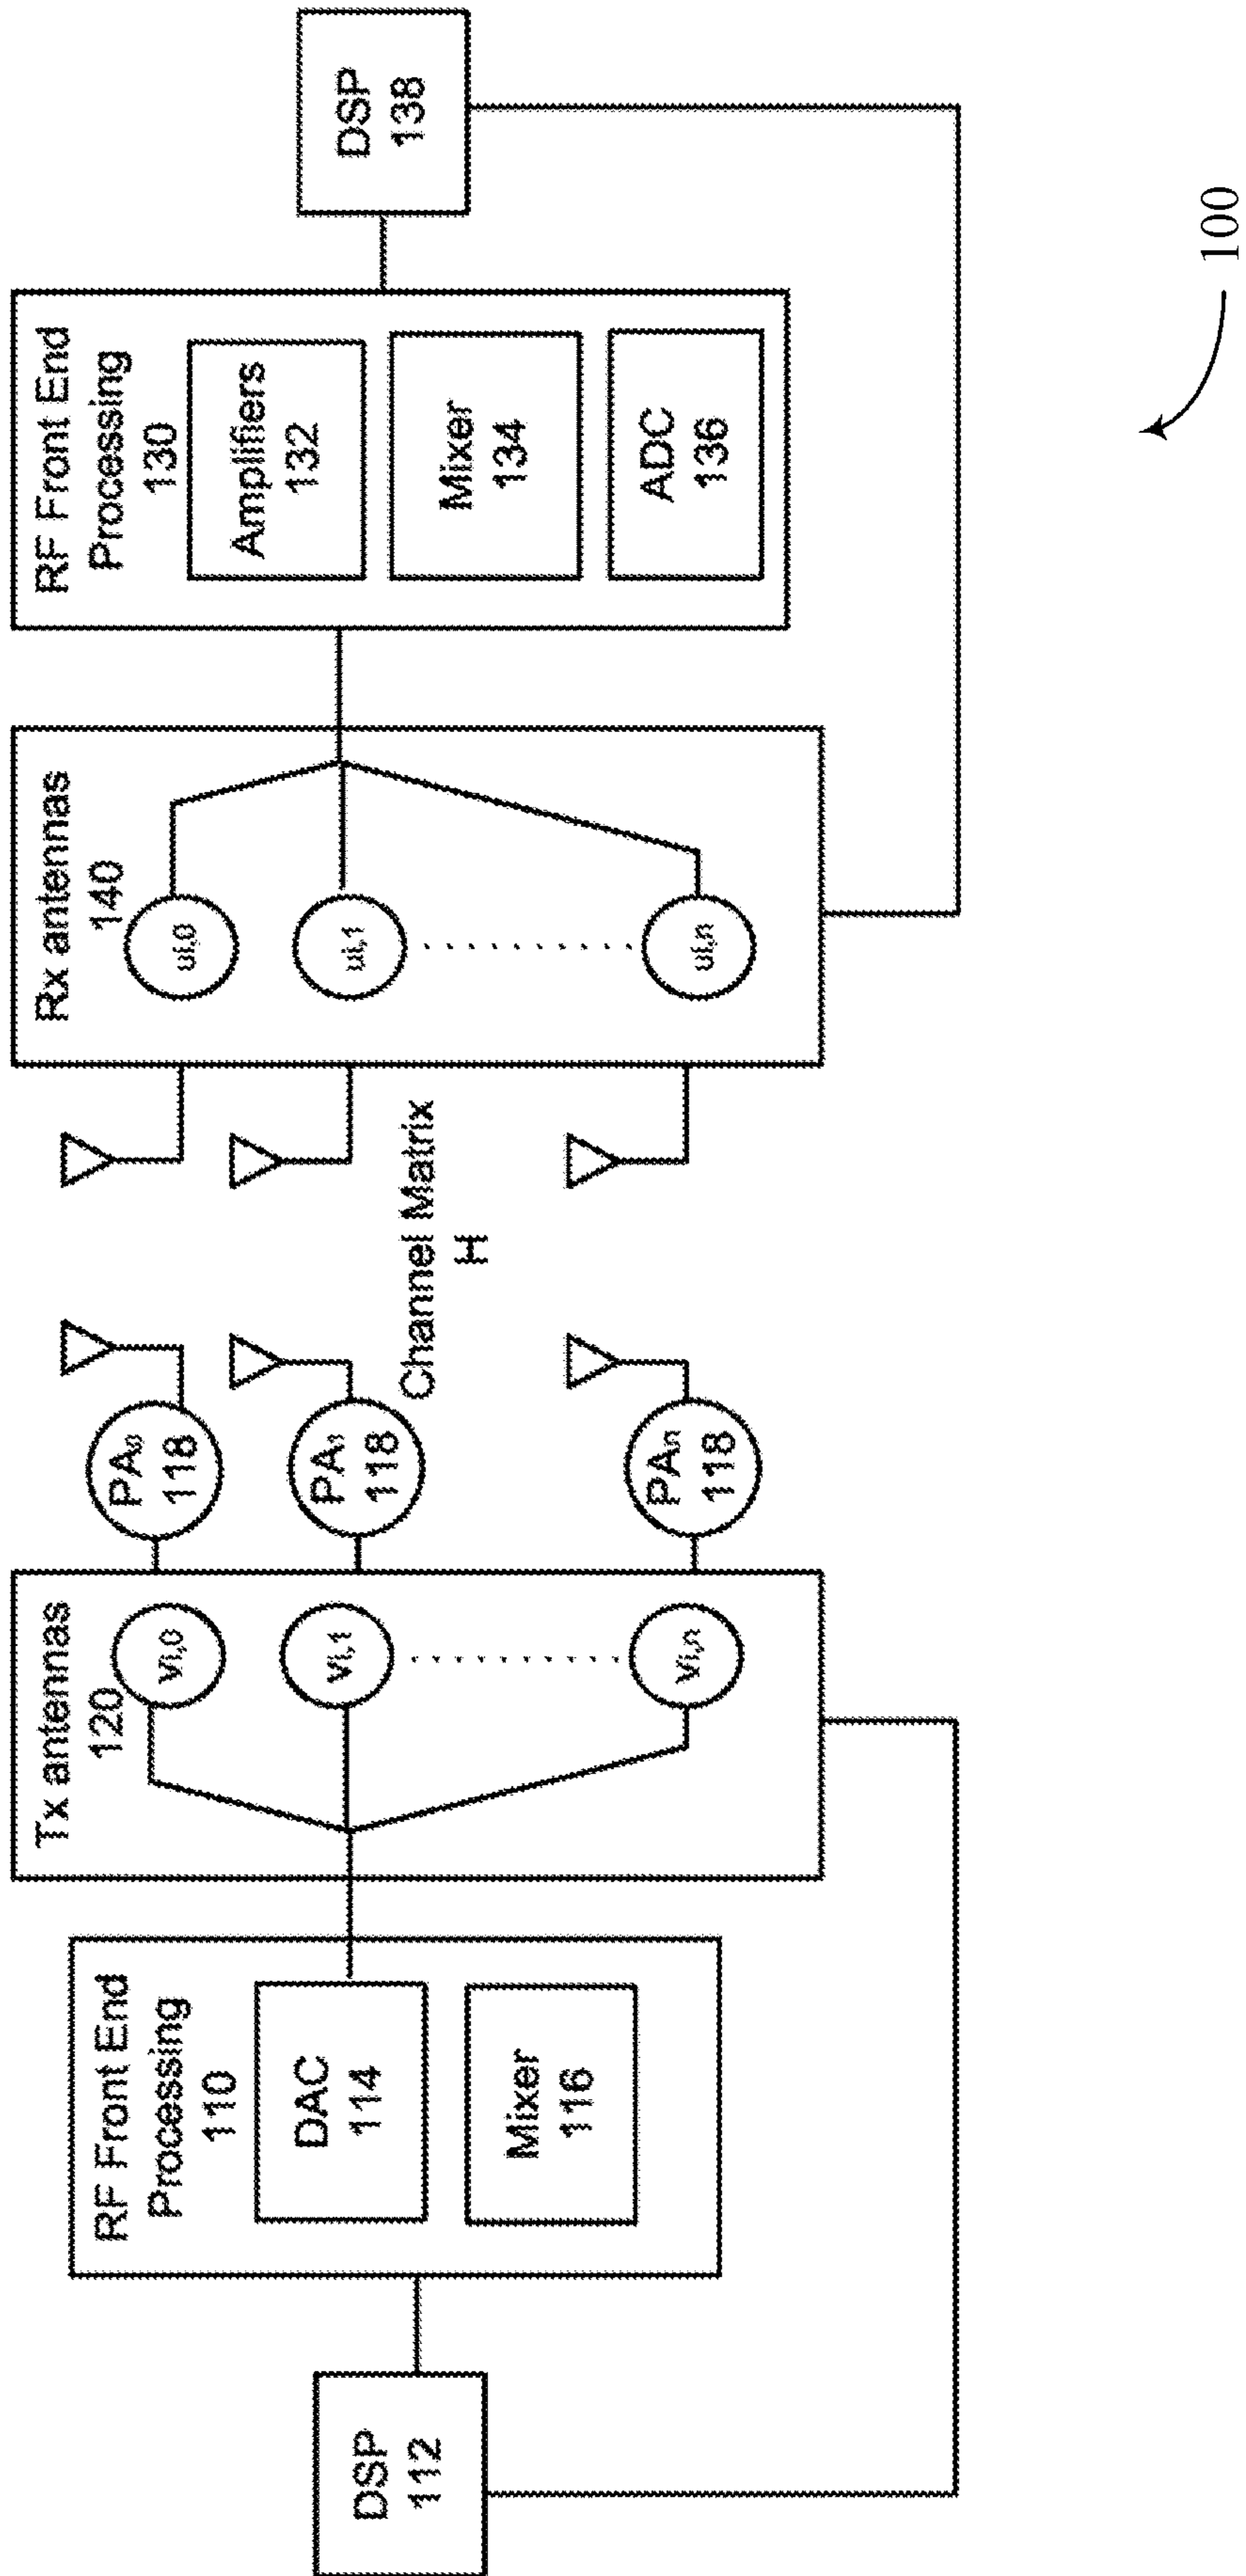 DSP
112
RF Front End
Processing
110
DAC
114
Mixer
116
Tx antennas
120
vi,0
vi,1
vi,n
PA0
118
PA1
118
PAn
118
Channel Matrix
H
Rx antennas
140
ui,0
ui,1
ui,n
RF Front End
Processing
130
Amplifiers
132
Mixer
134
ADC
136
DSP
138
100